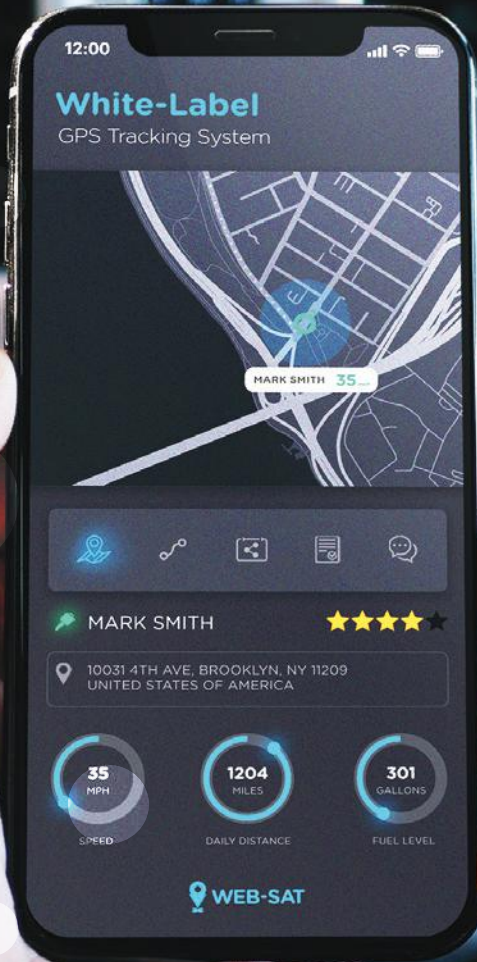 12:00
White-Label
GPS Tracking System
MARK SMITH 35
MARK SMITH
10031 4TH AVE, BROOKLYN, NY 11209
UNITED STATES OF AMERICA
35 1204 301
MPH MILES GALLONS
SPEED DAILY DISTANCE FUEL LEVEL
WEB-SAT